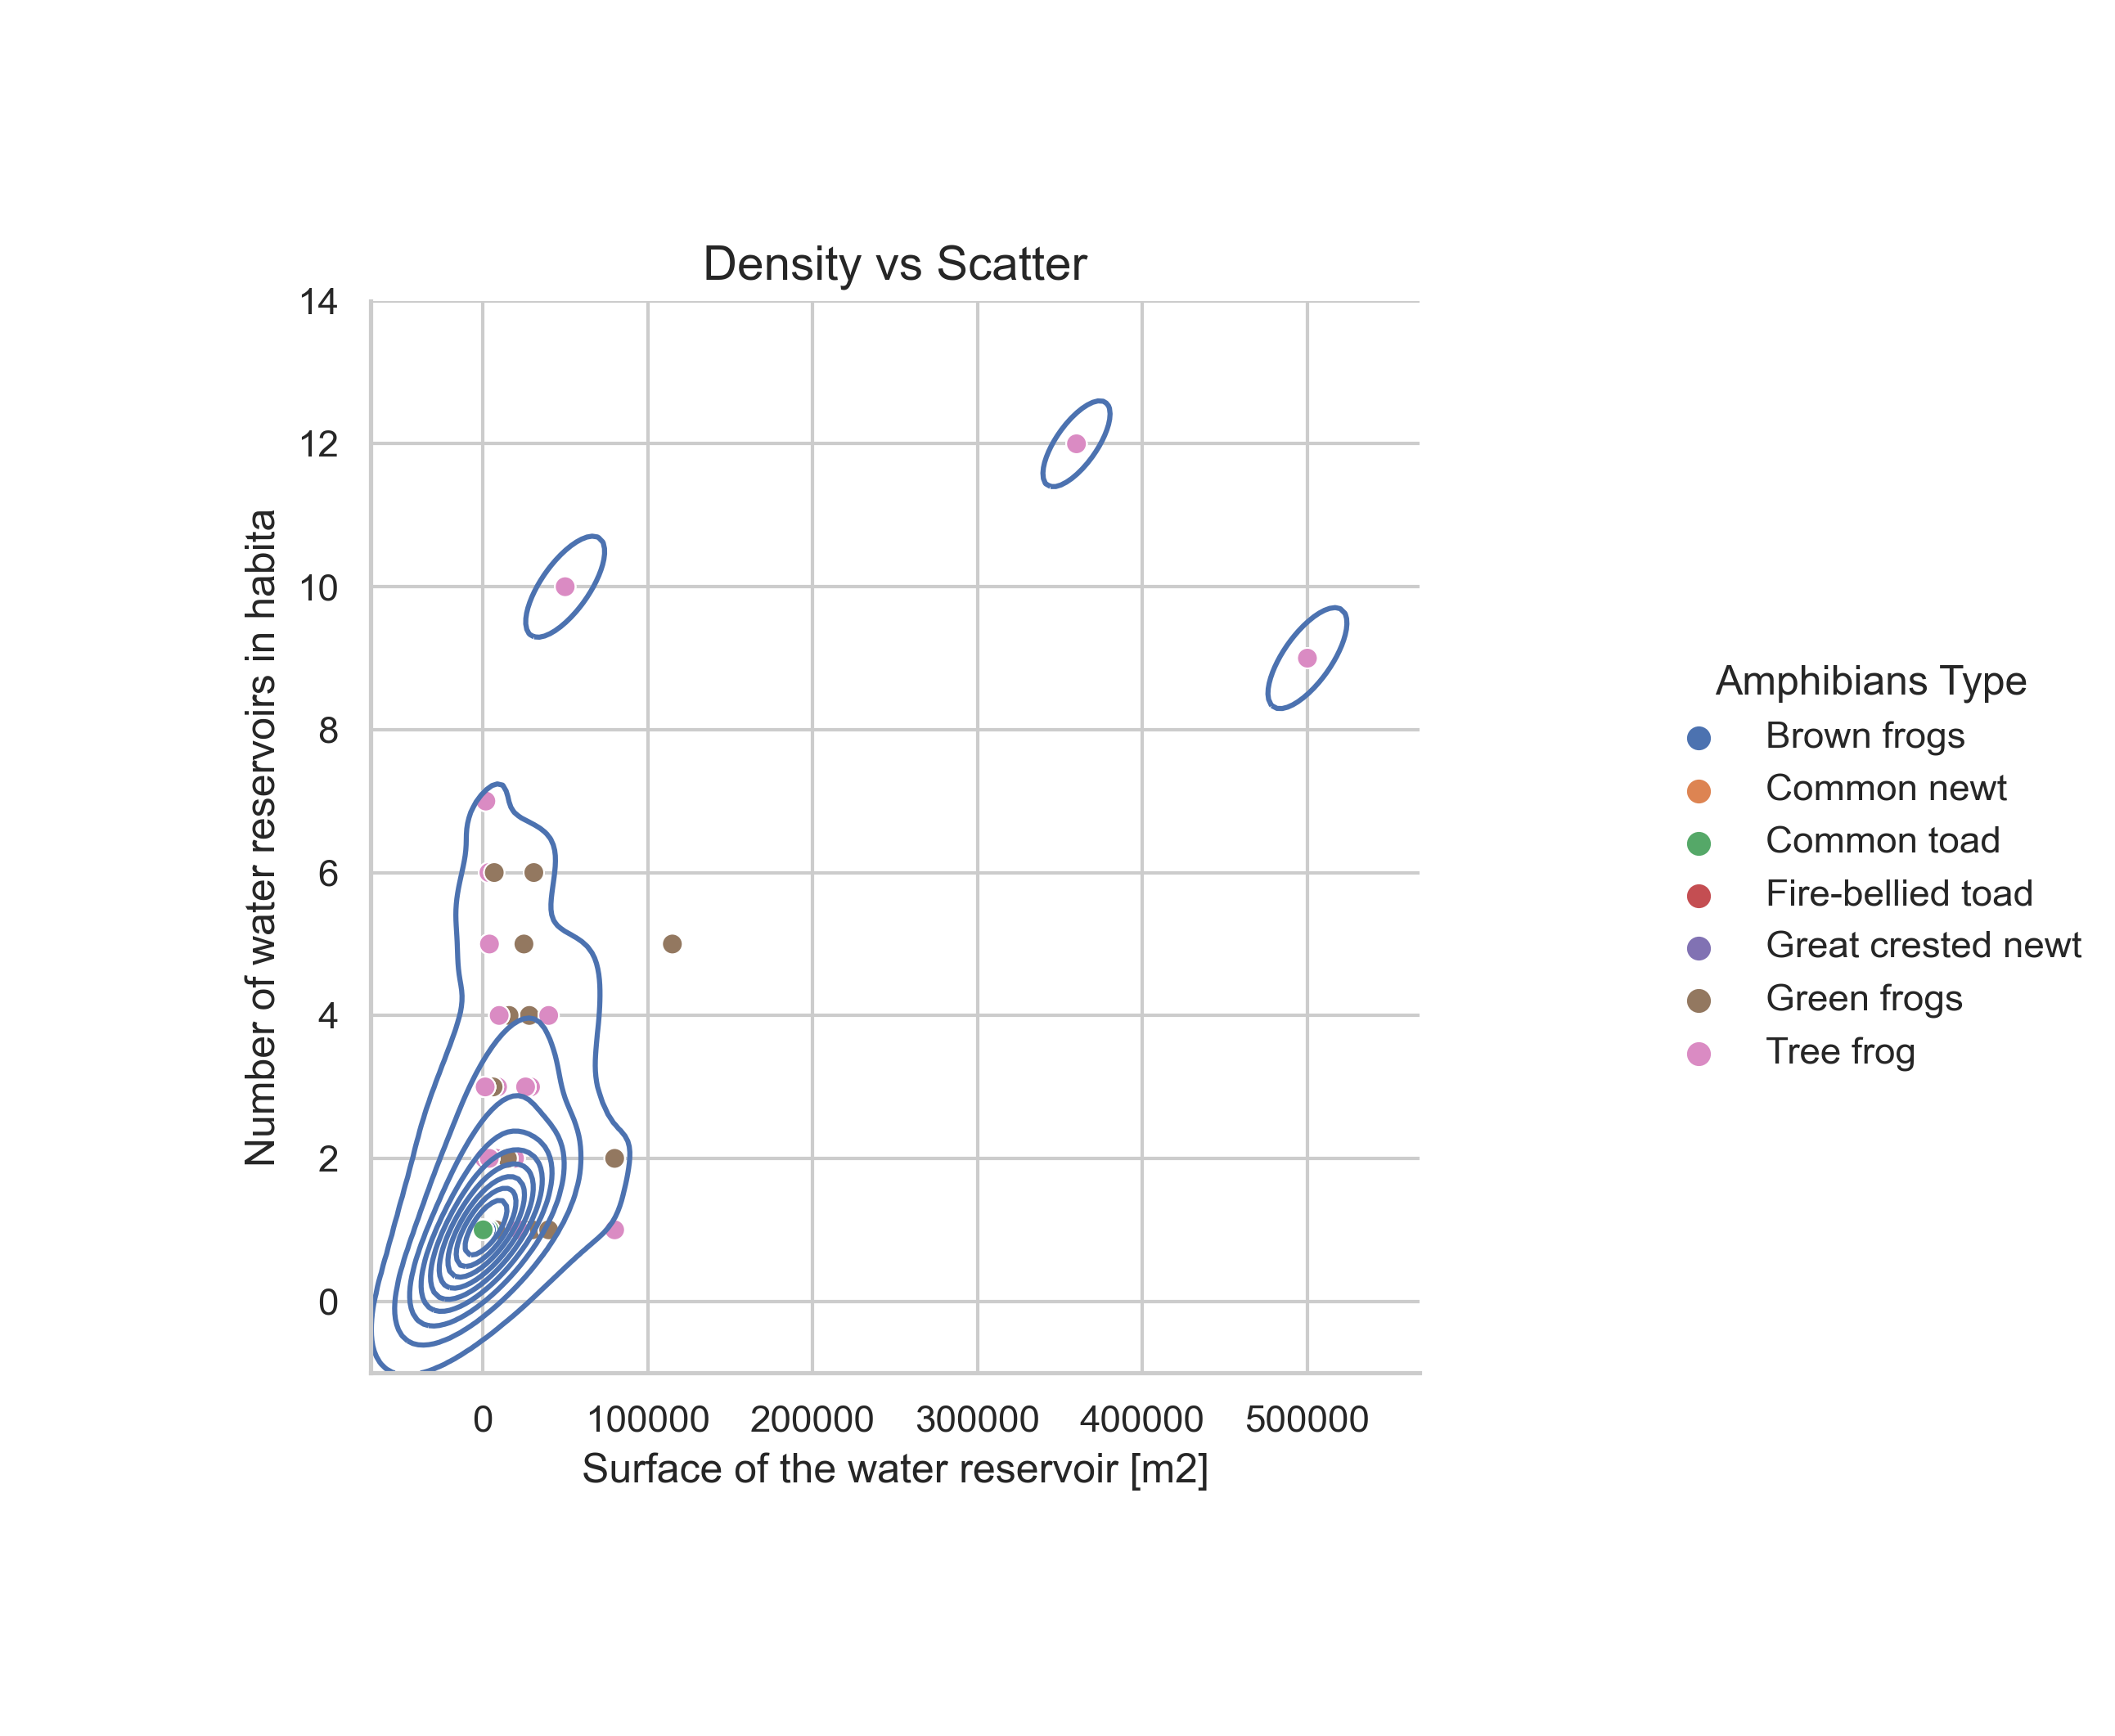 Density vs Scatter
14
12
10
8
6
4
2
0
Number of water reservoirs in habita
0 100000 200000 300000 400000 500000
Surface of the water reservoir [m2]
Amphibians Type
Brown frogs
Common newt
Common toad
Fire-bellied toad
Great crested newt
Green frogs
Tree frog